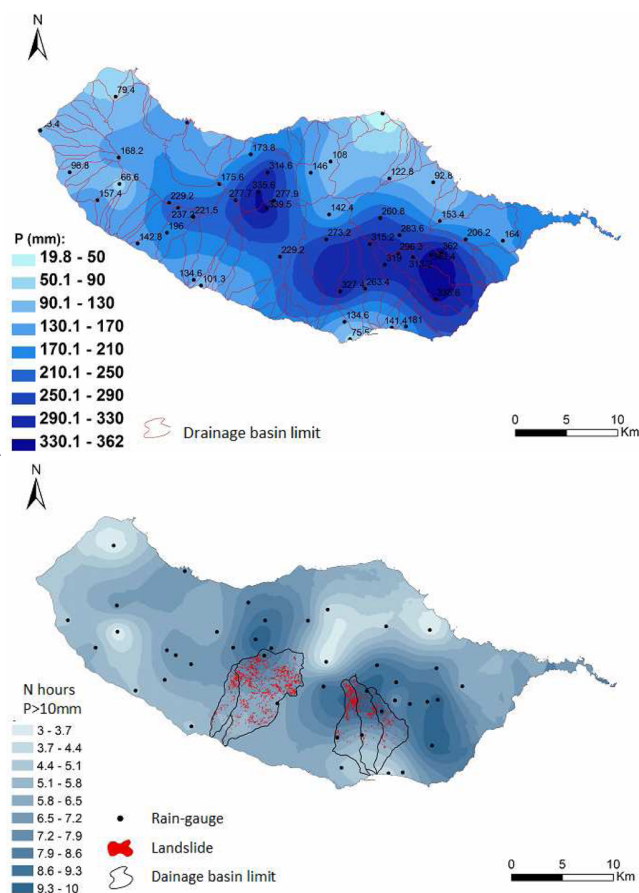 N
79.4
168.2
98.8
66.6
157.4
229.2
237
221.5
196
142.8
134.6
101.3
173.8
314.6
175.6
335.6
277.7
277.9
339.5
229.2
146
108
122.8
92.8
142.4
260.8
153.4
273.2
283.6
315.2
296.2
362
206.2
164
327.4
263.4
134.6
141.4
181
P (mm):
19.8 - 50
50.1 - 90
90.1 - 130
130.1 - 170
170.1 - 210
210.1 - 250
250.1 - 290
290.1 - 330
330.1 - 362
Drainage basin limit
0 5 10
Km
N
N hours
P>10mm
3 - 3.7
3.7 - 4.4
4.4 - 5.1
5.1 - 5.8
5.8 - 6.5
6.5 - 7.2
7.2 - 7.9
7.9 - 8.6
8.6 - 9.3
9.3 - 10
Rain-gauge
Landslide
Dainage basin limit
0 5 10
Km